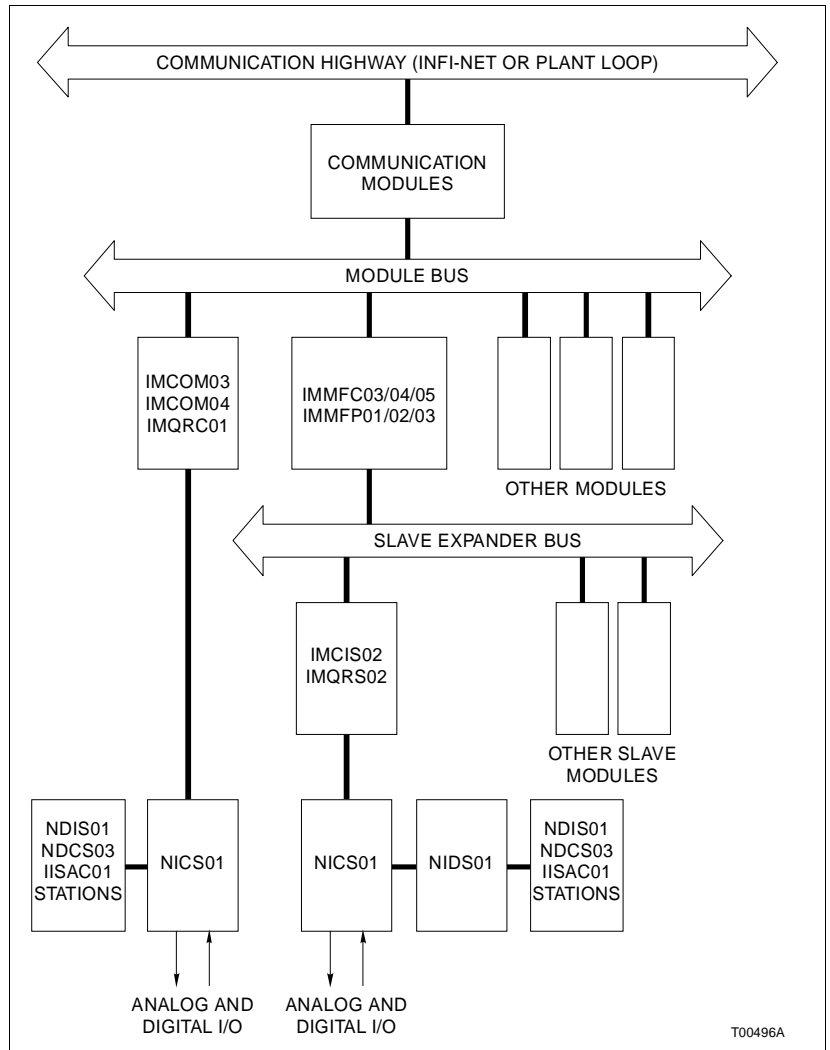 COMMUNICATION HIGHWAY (INFI-NET OR PLANT LOOP)
COMMUNICATION
MODULES
MODULE BUS
IMCOM03
IMCOM04
IMQRC01
IMMFC03/04/05
IMMFP01/02/03
OTHER MODULES
SLAVE EXPANDER BUS
IMCIS02
IMQRS02
OTHER SLAVE
MODULES
NDIS01
NDCS03
IISAC01
STATIONS
NICS01
NICS01
NIDS01
NDIS01
NDCS03
IISAC01
STATIONS
ANALOG AND
DIGITAL I/O
ANALOG AND
DIGITAL I/O
T00496A